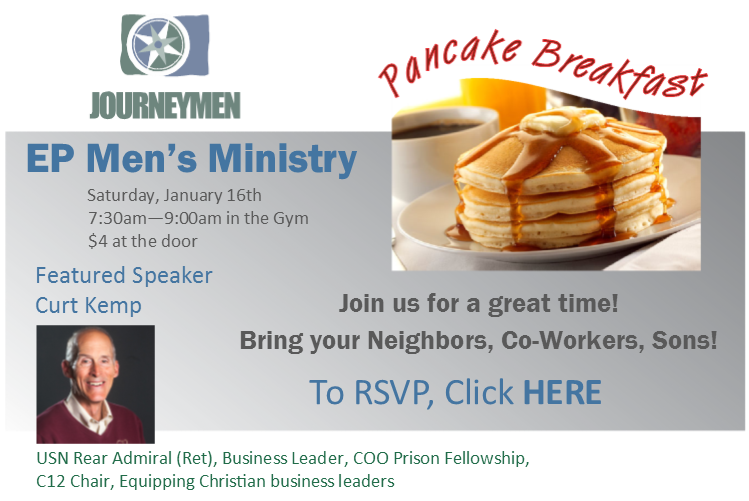 JOURNEYMEN
Pancake Breakfast
EP Men's Ministry
Saturday, January 16th
7:30am—9:00am in the Gym
$4 at the door
Featured Speaker
Curt Kemp
Join us for a great time!
Bring your Neighbors, Co-Workers, Sons!
To RSVP, Click HERE
USN Rear Admiral (Ret), Business Leader, COO Prison Fellowship,
C12 Chair, Equipping Christian business leaders